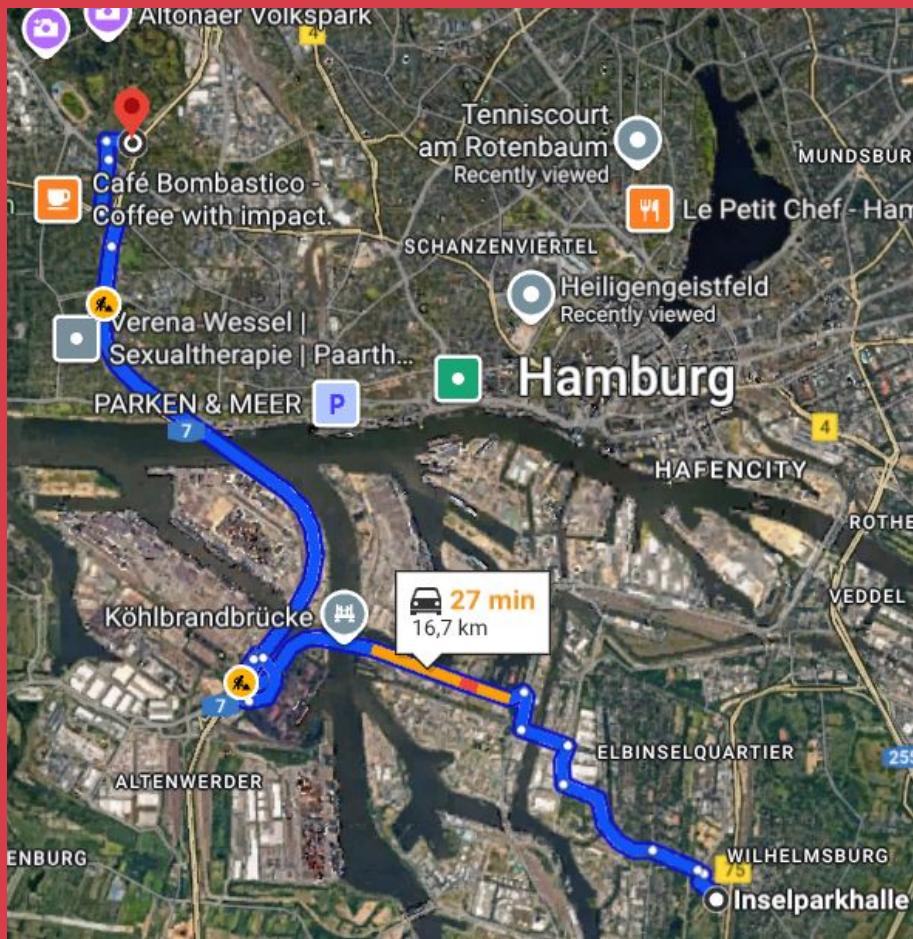 Altonaer Volkspark
4
Tenniscourt
am Rotenbaum
Recently viewed
MUNDSBUR
Café Bombastico -
Coffee with impact.
Le Petit Chef - Ham
SCHANZENVIERTEL
Heiligengeistfeld
Recently viewed
Verena Wessel |
Sexualtherapie | Paarth...
Hamburg
PARKEN & MEER
P
7
4
HAFENCITY
ROTHE
27 min
16,7 km
VEDDEL
Köhlbrandbrücke
7
ELBINSELQUARTIER
255
ALTENWERDER
ENBURG
WILHELMSBURG
75
Inselparkhalle